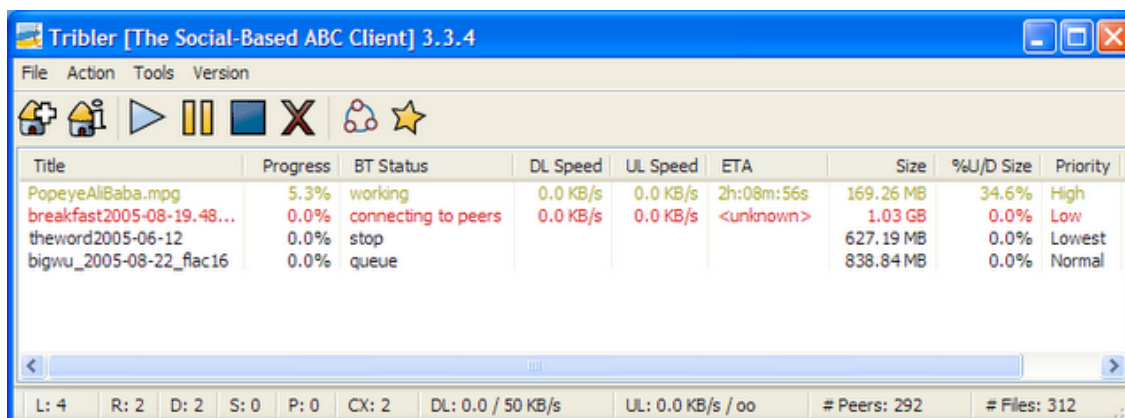 Tribler [The Social-Based ABC Client] 3.3.4
File Action Tools Version
Title Progress BT Status DL Speed UL Speed ETA Size %U/D Size Priority
PopeyeAliBaba.mpg 5.3% working 0.0 KB/s 0.0 KB/s 2h:08m:56s 169.26 MB 34.6% High
breakfast2005-08-19.48... 0.0% connecting to peers 0.0 KB/s 0.0 KB/s <unknown> 1.03 GB 0.0% Low
theword2005-06-12 0.0% stop 627.19 MB 0.0% Lowest
bigwu_2005-08-22_flac16 0.0% queue 838.84 MB 0.0% Normal
L: 4 R: 2 D: 2 S: 0 P: 0 CX: 2 DL: 0.0 / 50 KB/s UL: 0.0 KB/s / oo # Peers: 292 # Files: 312